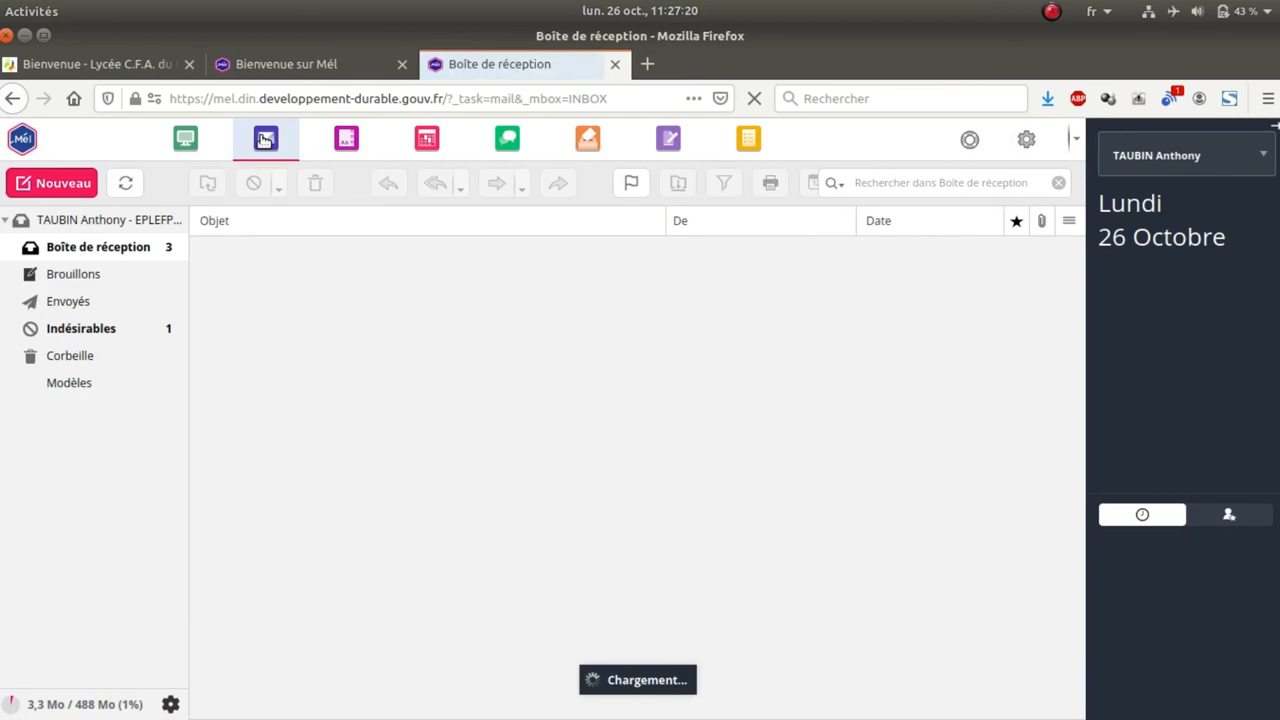 Activités
lun. 26 oct., 11:27:20
fr
43 %
Boîte de réception - Mozilla Firefox
Bienvenue - Lycée C.F.A. du
Bienvenue sur Mél
Boîte de réception
https://mel.din.developpement-durable.gouv.fr/?_task=mail&_mbox=INBOX
Rechercher
ABP
1
Mél
TAUBIN Anthony
Nouveau
Rechercher dans Boîte de réception
Lundi
26 Octobre
TAUBIN Anthony - EPLEFP...
Objet
De
Date
Boîte de réception 3
Brouillons
Envoyés
Indésirables 1
Corbeille
Modèles
Chargement...
3,3 Mo / 488 Mo (1%)